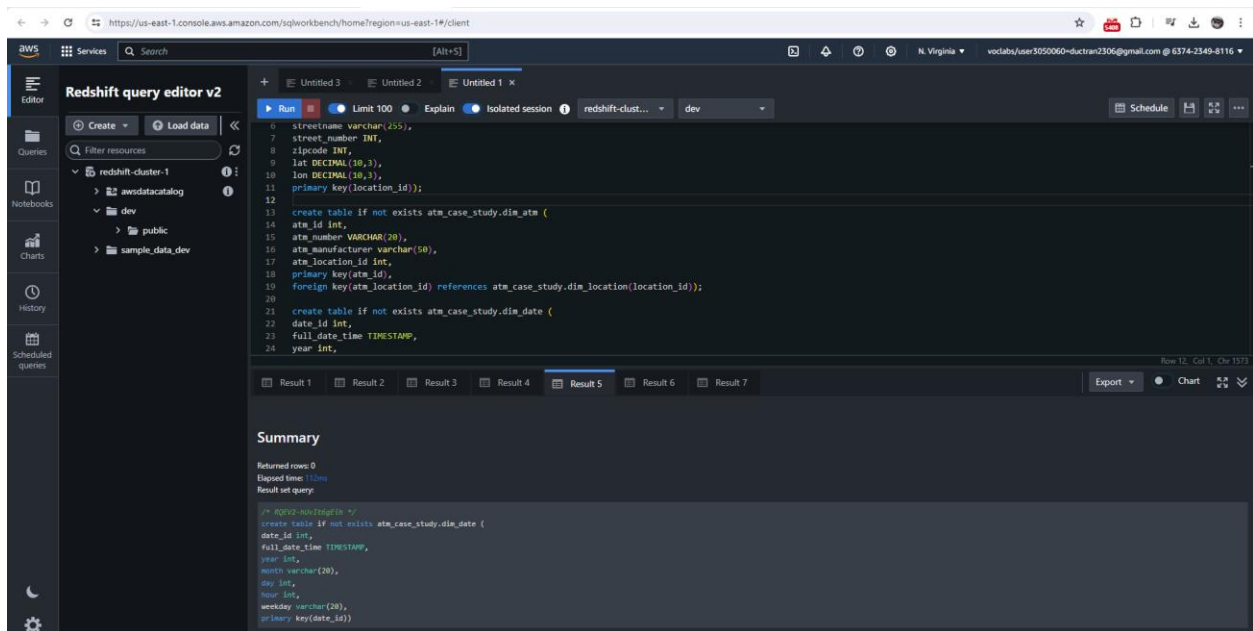 https://us-east-1.console.aws.amazon.com/sqlworkbench/home?region=us-east-1#/client
aws Services Search [Alt+S] N. Virginia voclabs/user3050060=ductran2306@gmail.com @ 6374-2349-8116
Editor
Queries
Notebooks
Charts
History
Scheduled queries
Redshift query editor v2
Create Load data
Filter resources
redshift-cluster-1
awsdatacatalog
dev
public
sample_data_dev
Untitled 3 Untitled 2 Untitled 1
Run Limit 100 Explain Isolated session redshift-clust... dev Schedule
6 streetname varchar(255),
7 street_number INT,
8 zipcode INT,
9 lat DECIMAL(10,3),
10 lon DECIMAL(10,3),
11 primary key(location_id));
12
13 create table if not exists atm_case_study.dim_atm (
14 atm_id int,
15 atm_number VARCHAR(20),
16 atm_manufacturer varchar(50),
17 atm_location_id int,
18 primary key(atm_id),
19 foreign key(atm_location_id) references atm_case_study.dim_location(location_id));
20
21 create table if not exists atm_case_study.dim_date (
22 date_id int,
23 full_date_time TIMESTAMP,
24 year int,
Row 12, Col 1, Chr 1573
Result 1 Result 2 Result 3 Result 4 Result 5 Result 6 Result 7 Export Chart
Summary
Returned rows: 0
Elapsed time: 112ms
Result set query:
create table if not exists atm_case_study.dim_date (
date_id int,
full_date_time TIMESTAMP,
year int,
month varchar(20),
day int,
hour int,
weekday varchar(20),
primary key(date_id))